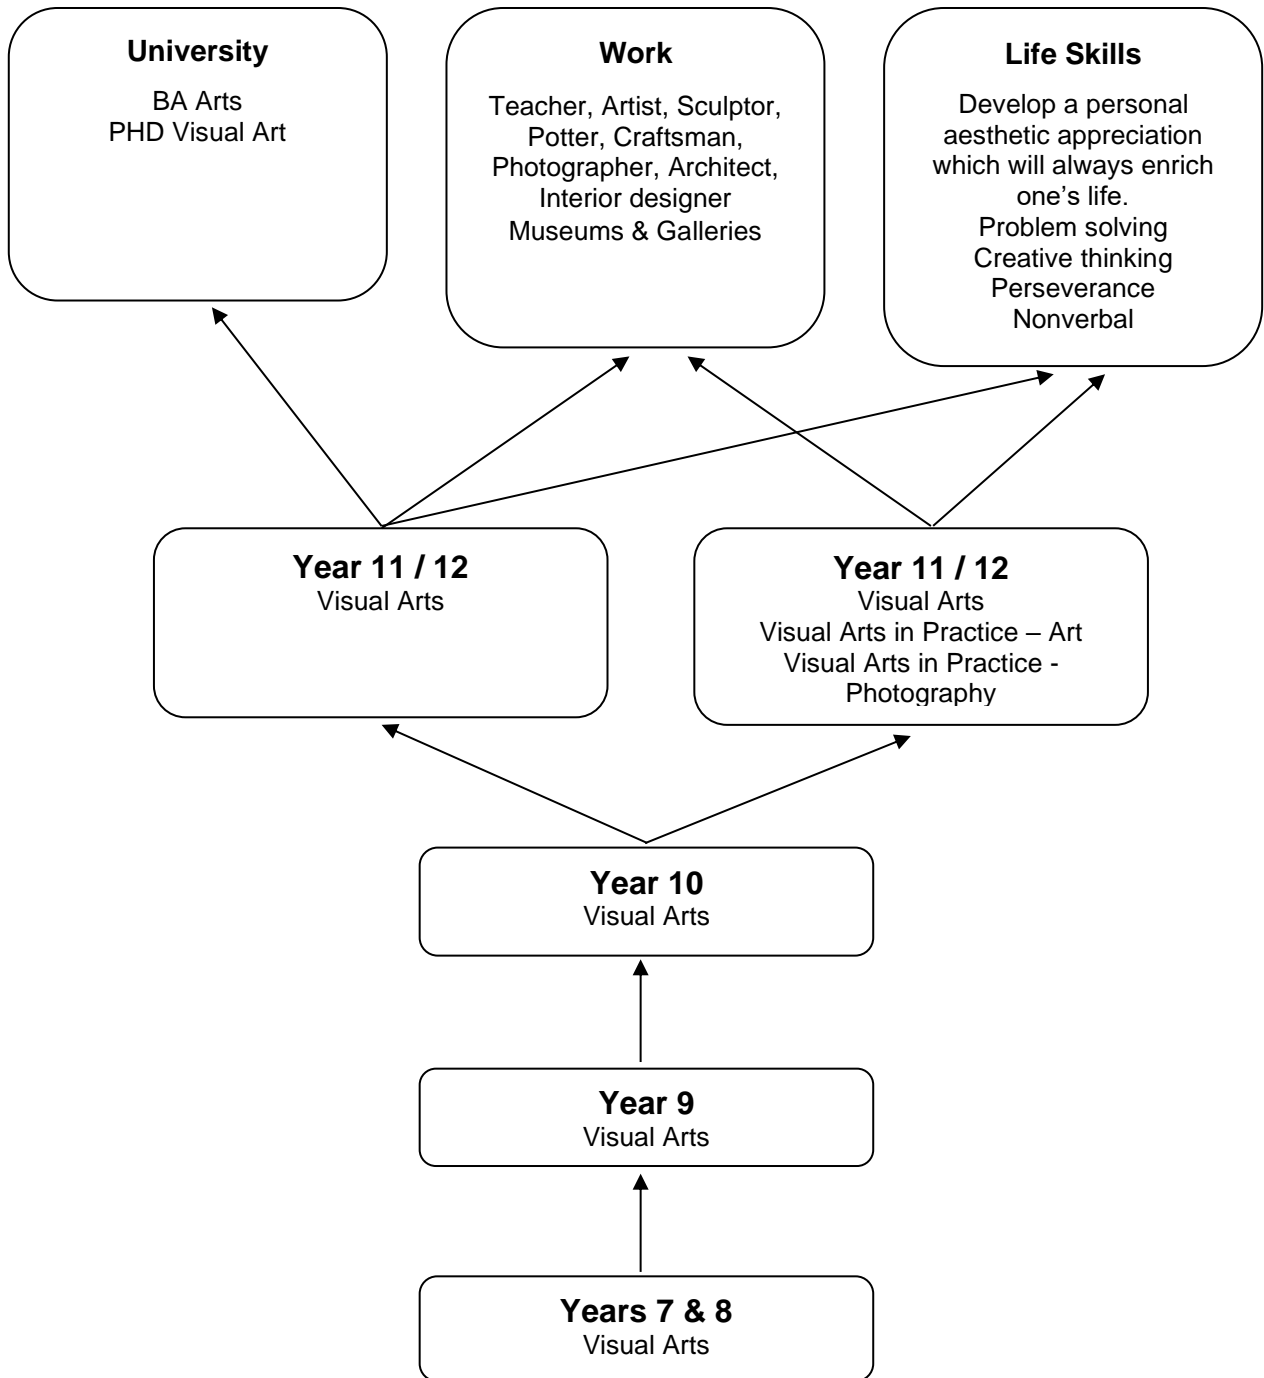 University
BA Arts
PHD Visual Art
Work
Teacher, Artist, Sculptor,
Potter, Craftsman,
Photographer, Architect,
Interior designer
Museums & Galleries
Life Skills
Develop a personal
aesthetic appreciation
which will always enrich
one’s life.
Problem solving
Creative thinking
Perseverance
Nonverbal
Year 11 / 12
Visual Arts
Year 11 / 12
Visual Arts
Visual Arts in Practice – Art
Visual Arts in Practice -
Photography
Year 10
Visual Arts
Year 9
Visual Arts
Years 7 & 8
Visual Arts